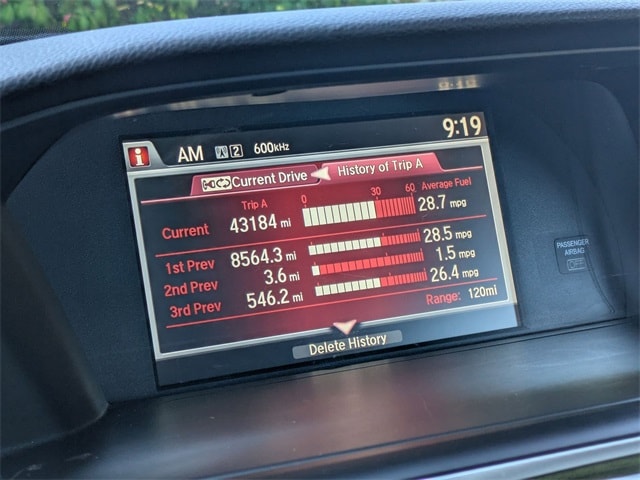 9:19
i AM A 2 600kHz
Current Drive History of Trip A
Trip A 0 30 60 Average Fuel
Current 43184 mi 28.7 mpg
1st Prev 8564.3 mi 28.5 mpg
2nd Prev 3.6 mi 1.5 mpg
3rd Prev 546.2 mi 26.4 mpg
Range: 120mi
Delete History
PASSENGER
AIRBAG
OFF